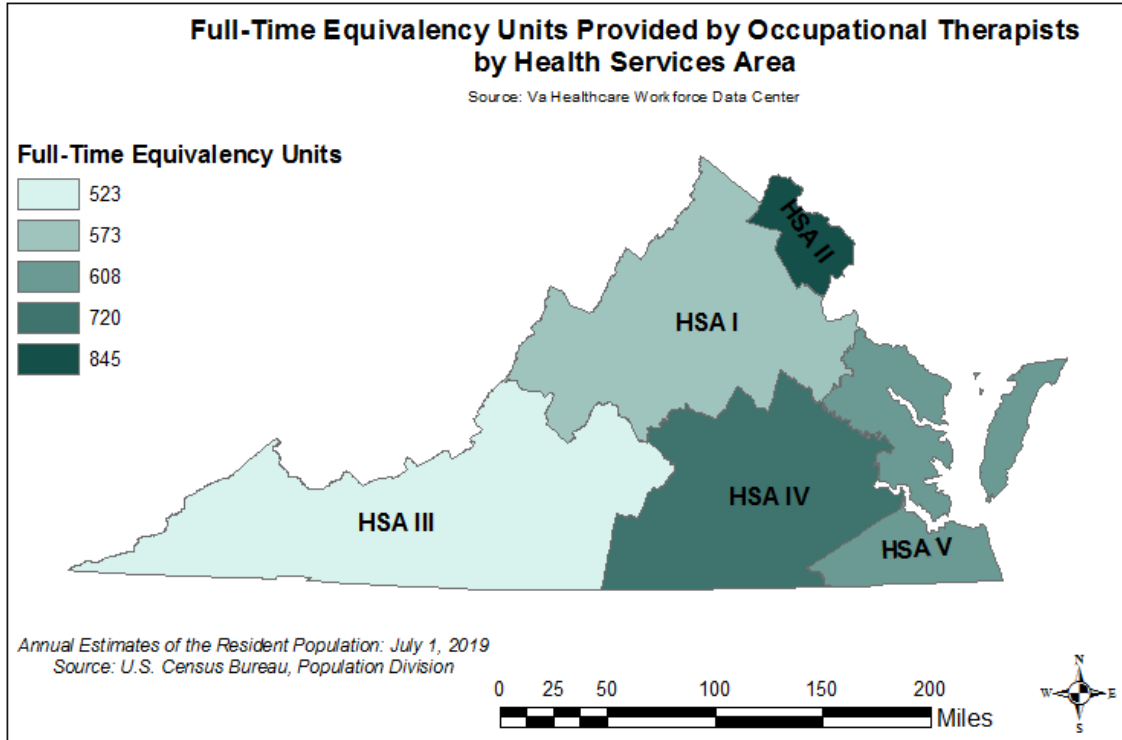 Full-Time Equivalency Units Provided by Occupational Therapists
by Health Services Area
Source: Va Healthcare Workforce Data Center
Full-Time Equivalency Units
523
573
608
720
845
HSA II
HSA I
HSA IV
HSA III
HSA V
Annual Estimates of the Resident Population: July 1, 2019
Source: U.S. Census Bureau, Population Division
0 25 50 100 150 200
Miles
N
W E
S